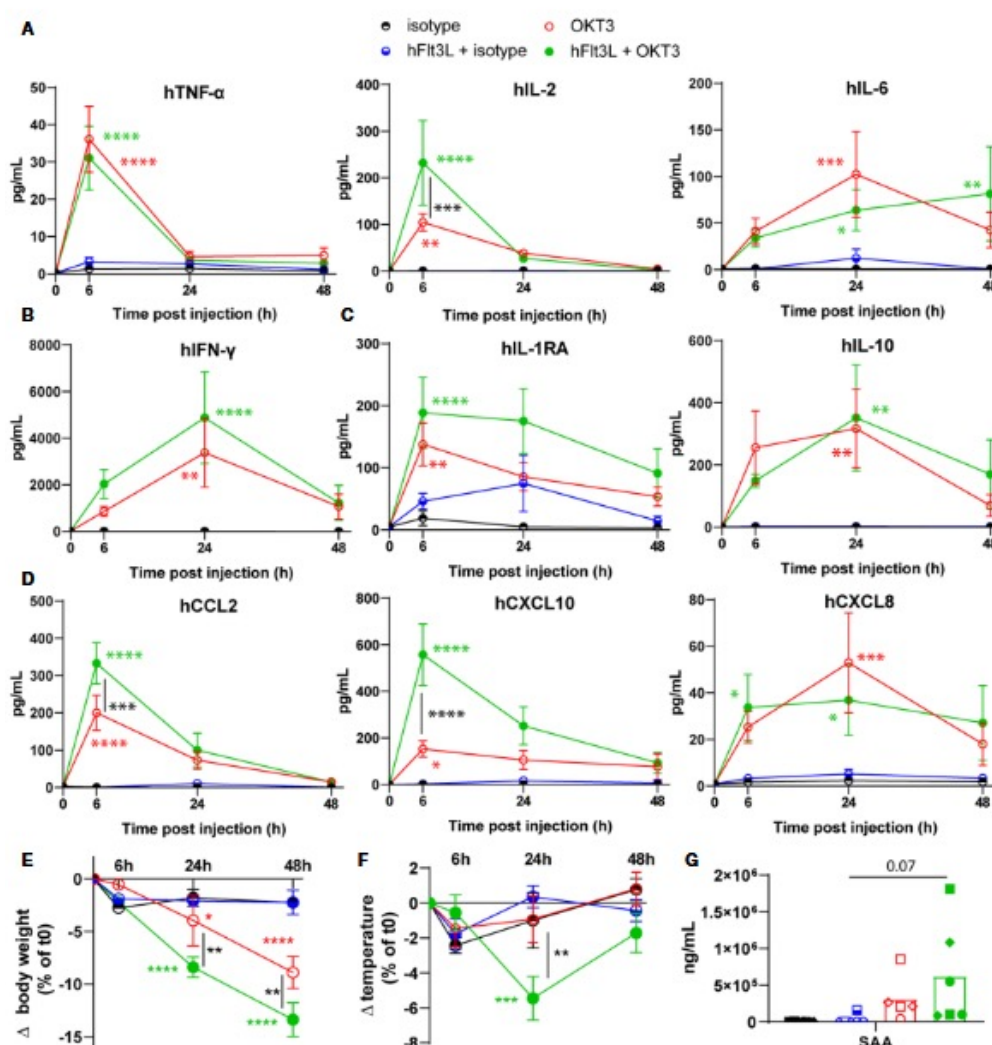 A
isotype
OKT3
hFlt3L + isotype
hFlt3L + OKT3
hTNF-α
pg/mL
50
40
30
20
10
0
****
****
0 6 24 48
Time post injection (h)
hIL-2
pg/mL
400
300
200
100
0
****
***
**
0 6 24 48
Time post injection (h)
hIL-6
pg/mL
200
150
100
50
0
***
**
*
0 6 24 48
Time post injection (h)
B
hIFN-γ
pg/mL
8000
6000
4000
2000
0
****
**
0 6 24 48
Time post injection (h)
C
hIL-1RA
pg/mL
300
200
100
0
****
**
0 6 24 48
Time post injection (h)
hIL-10
pg/mL
600
400
200
0
**
**
0 6 24 48
Time post injection (h)
D
hCCL2
pg/mL
500
400
300
200
100
0
****
***
****
0 6 24 48
Time post injection (h)
hCXCL10
pg/mL
800
600
400
200
0
****
****
*
0 6 24 48
Time post injection (h)
hCXCL8
pg/mL
80
60
40
20
0
***
*
*
0 6 24 48
Time post injection (h)
E
6h 24h 48h
Δ body weight
(% of t0)
0
-5
-10
-15
*
**
****
****
**
****
F
6h 24h 48h
Δ temperature
(% of t0)
2
0
-2
-4
-6
-8
**
***
G
0.07
ng/mL
2×10⁶
2×10⁶
1×10⁶
5×10⁵
0
SAA